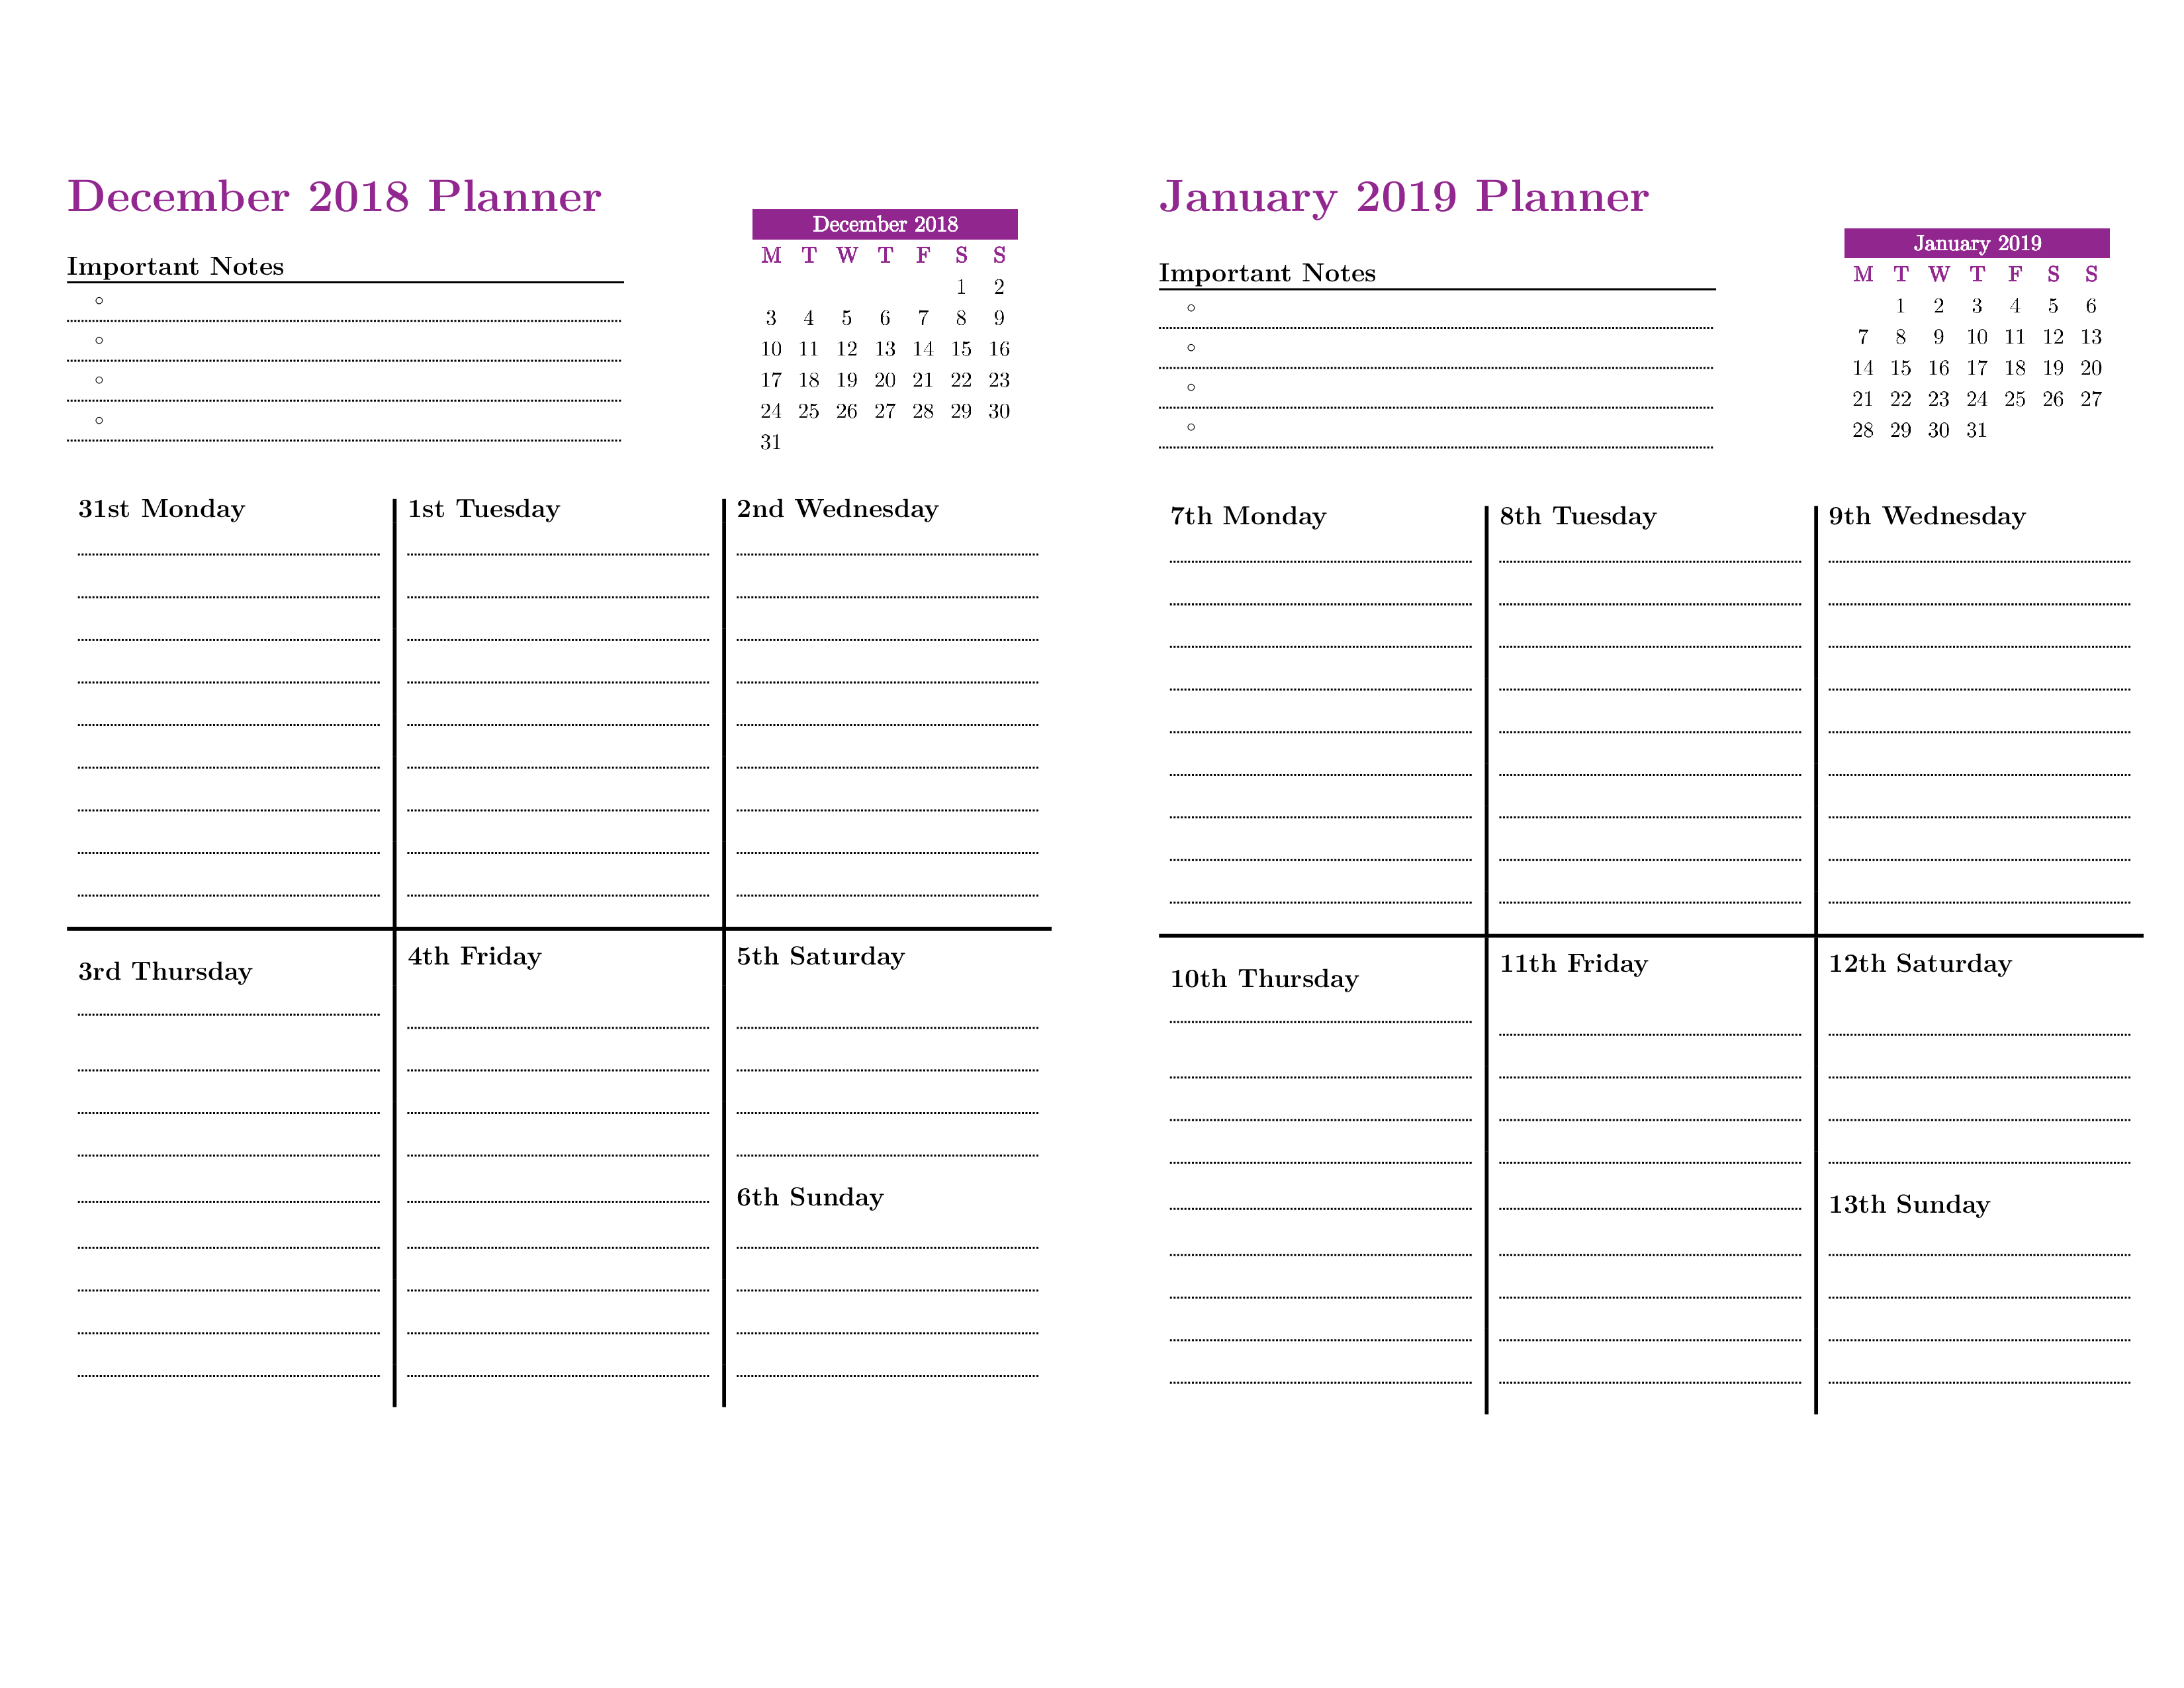 December 2018 Planner
Important Notes
December 2018
M T W T F S S
1 2
3 4 5 6 7 8 9
10 11 12 13 14 15 16
17 18 19 20 21 22 23
24 25 26 27 28 29 30
31
31st Monday
1st Tuesday
2nd Wednesday
3rd Thursday
4th Friday
5th Saturday
6th Sunday
January 2019 Planner
Important Notes
January 2019
M T W T F S S
1 2 3 4 5 6
7 8 9 10 11 12 13
14 15 16 17 18 19 20
21 22 23 24 25 26 27
28 29 30 31
7th Monday
8th Tuesday
9th Wednesday
10th Thursday
11th Friday
12th Saturday
13th Sunday